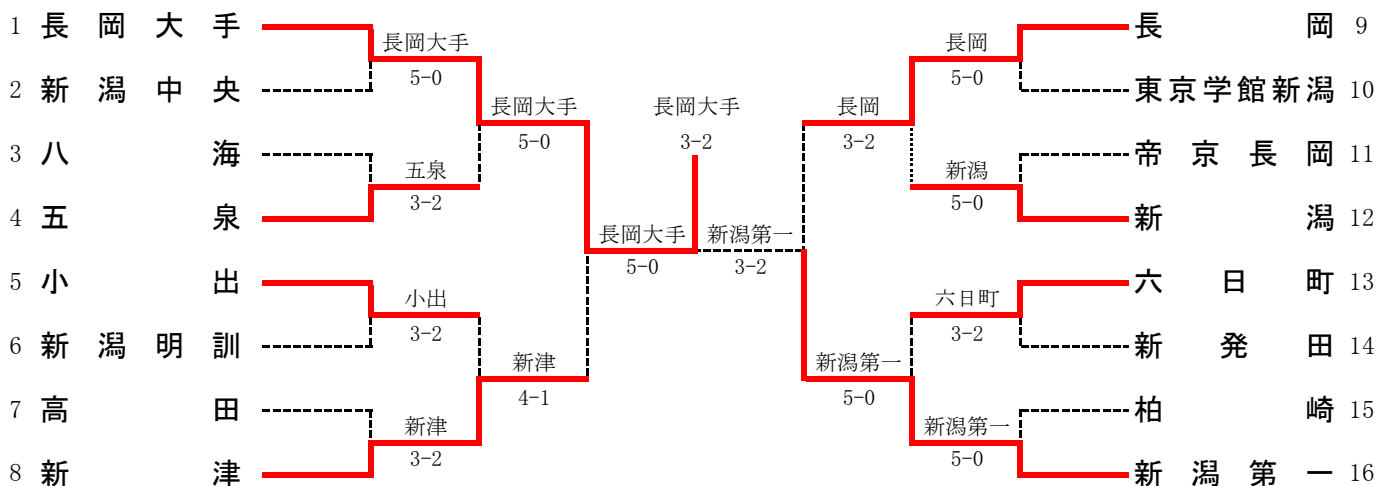 1 長岡大手
2 新潟中央
3 八海
4 五泉
5 小出
6 新潟明訓
7 高田
8 新津
長岡大手
5-0
五泉
3-2
小出
3-2
新津
3-2
長岡大手
5-0
新津
4-1
長岡大手
5-0
長岡大手
3-2
新潟第一
3-2
長岡
3-2
新潟第一
5-0
長岡
5-0
新潟
5-0
六日町
3-2
新潟第一
5-0
長岡 9
東京学館新潟 10
帝京長岡 11
新潟 12
六日町 13
新発田 14
柏崎 15
新潟第一 16